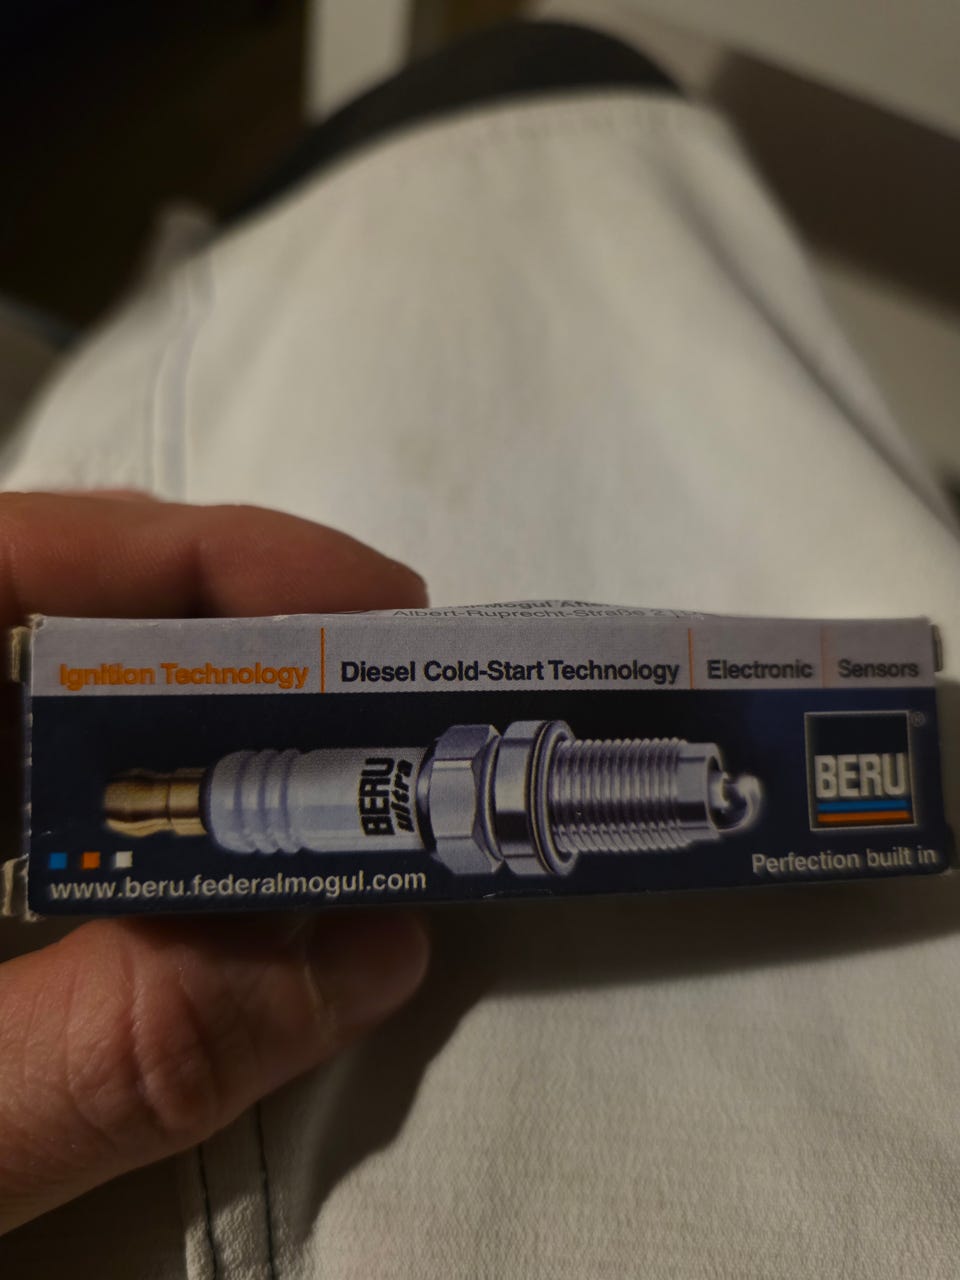 Albert-Ruprecht-Straße 2
Ignition Technology
Diesel Cold-Start Technology
Electronic
Sensors
BERU
ultra
BERU®
www.beru.federalmogul.com
Perfection built in